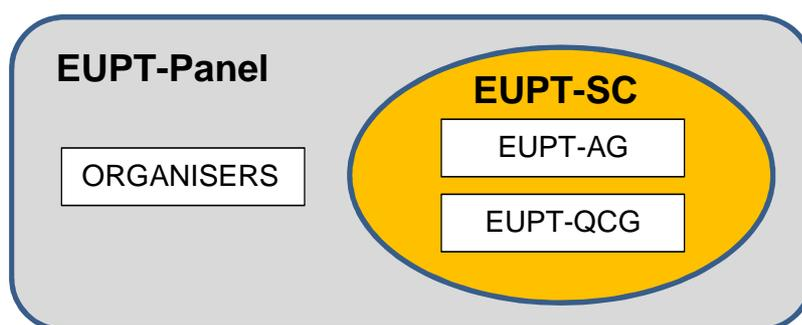 EUPT-Panel
EUPT-SC
EUPT-AG
ORGANISERS
EUPT-QCG